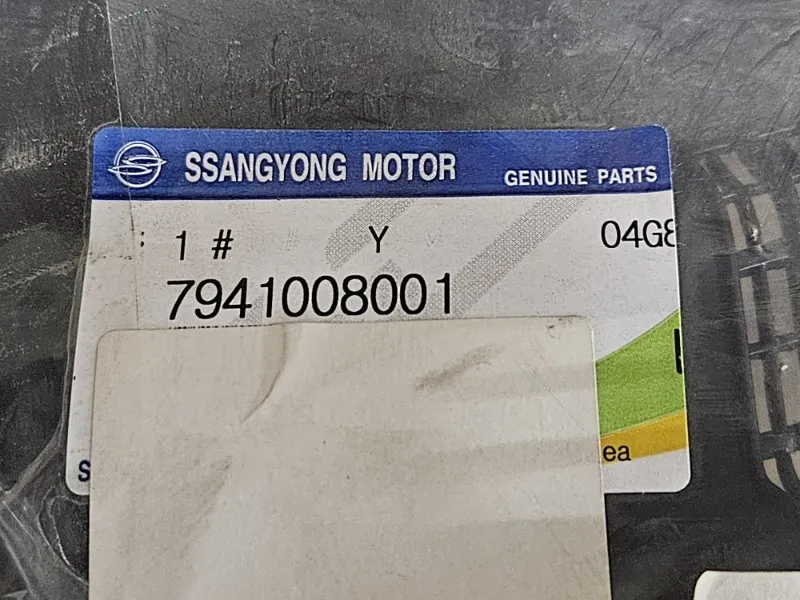 SSANGYONG MOTOR GENUINE PARTS
: 1 # Y 04G8
7941008001
ea
S